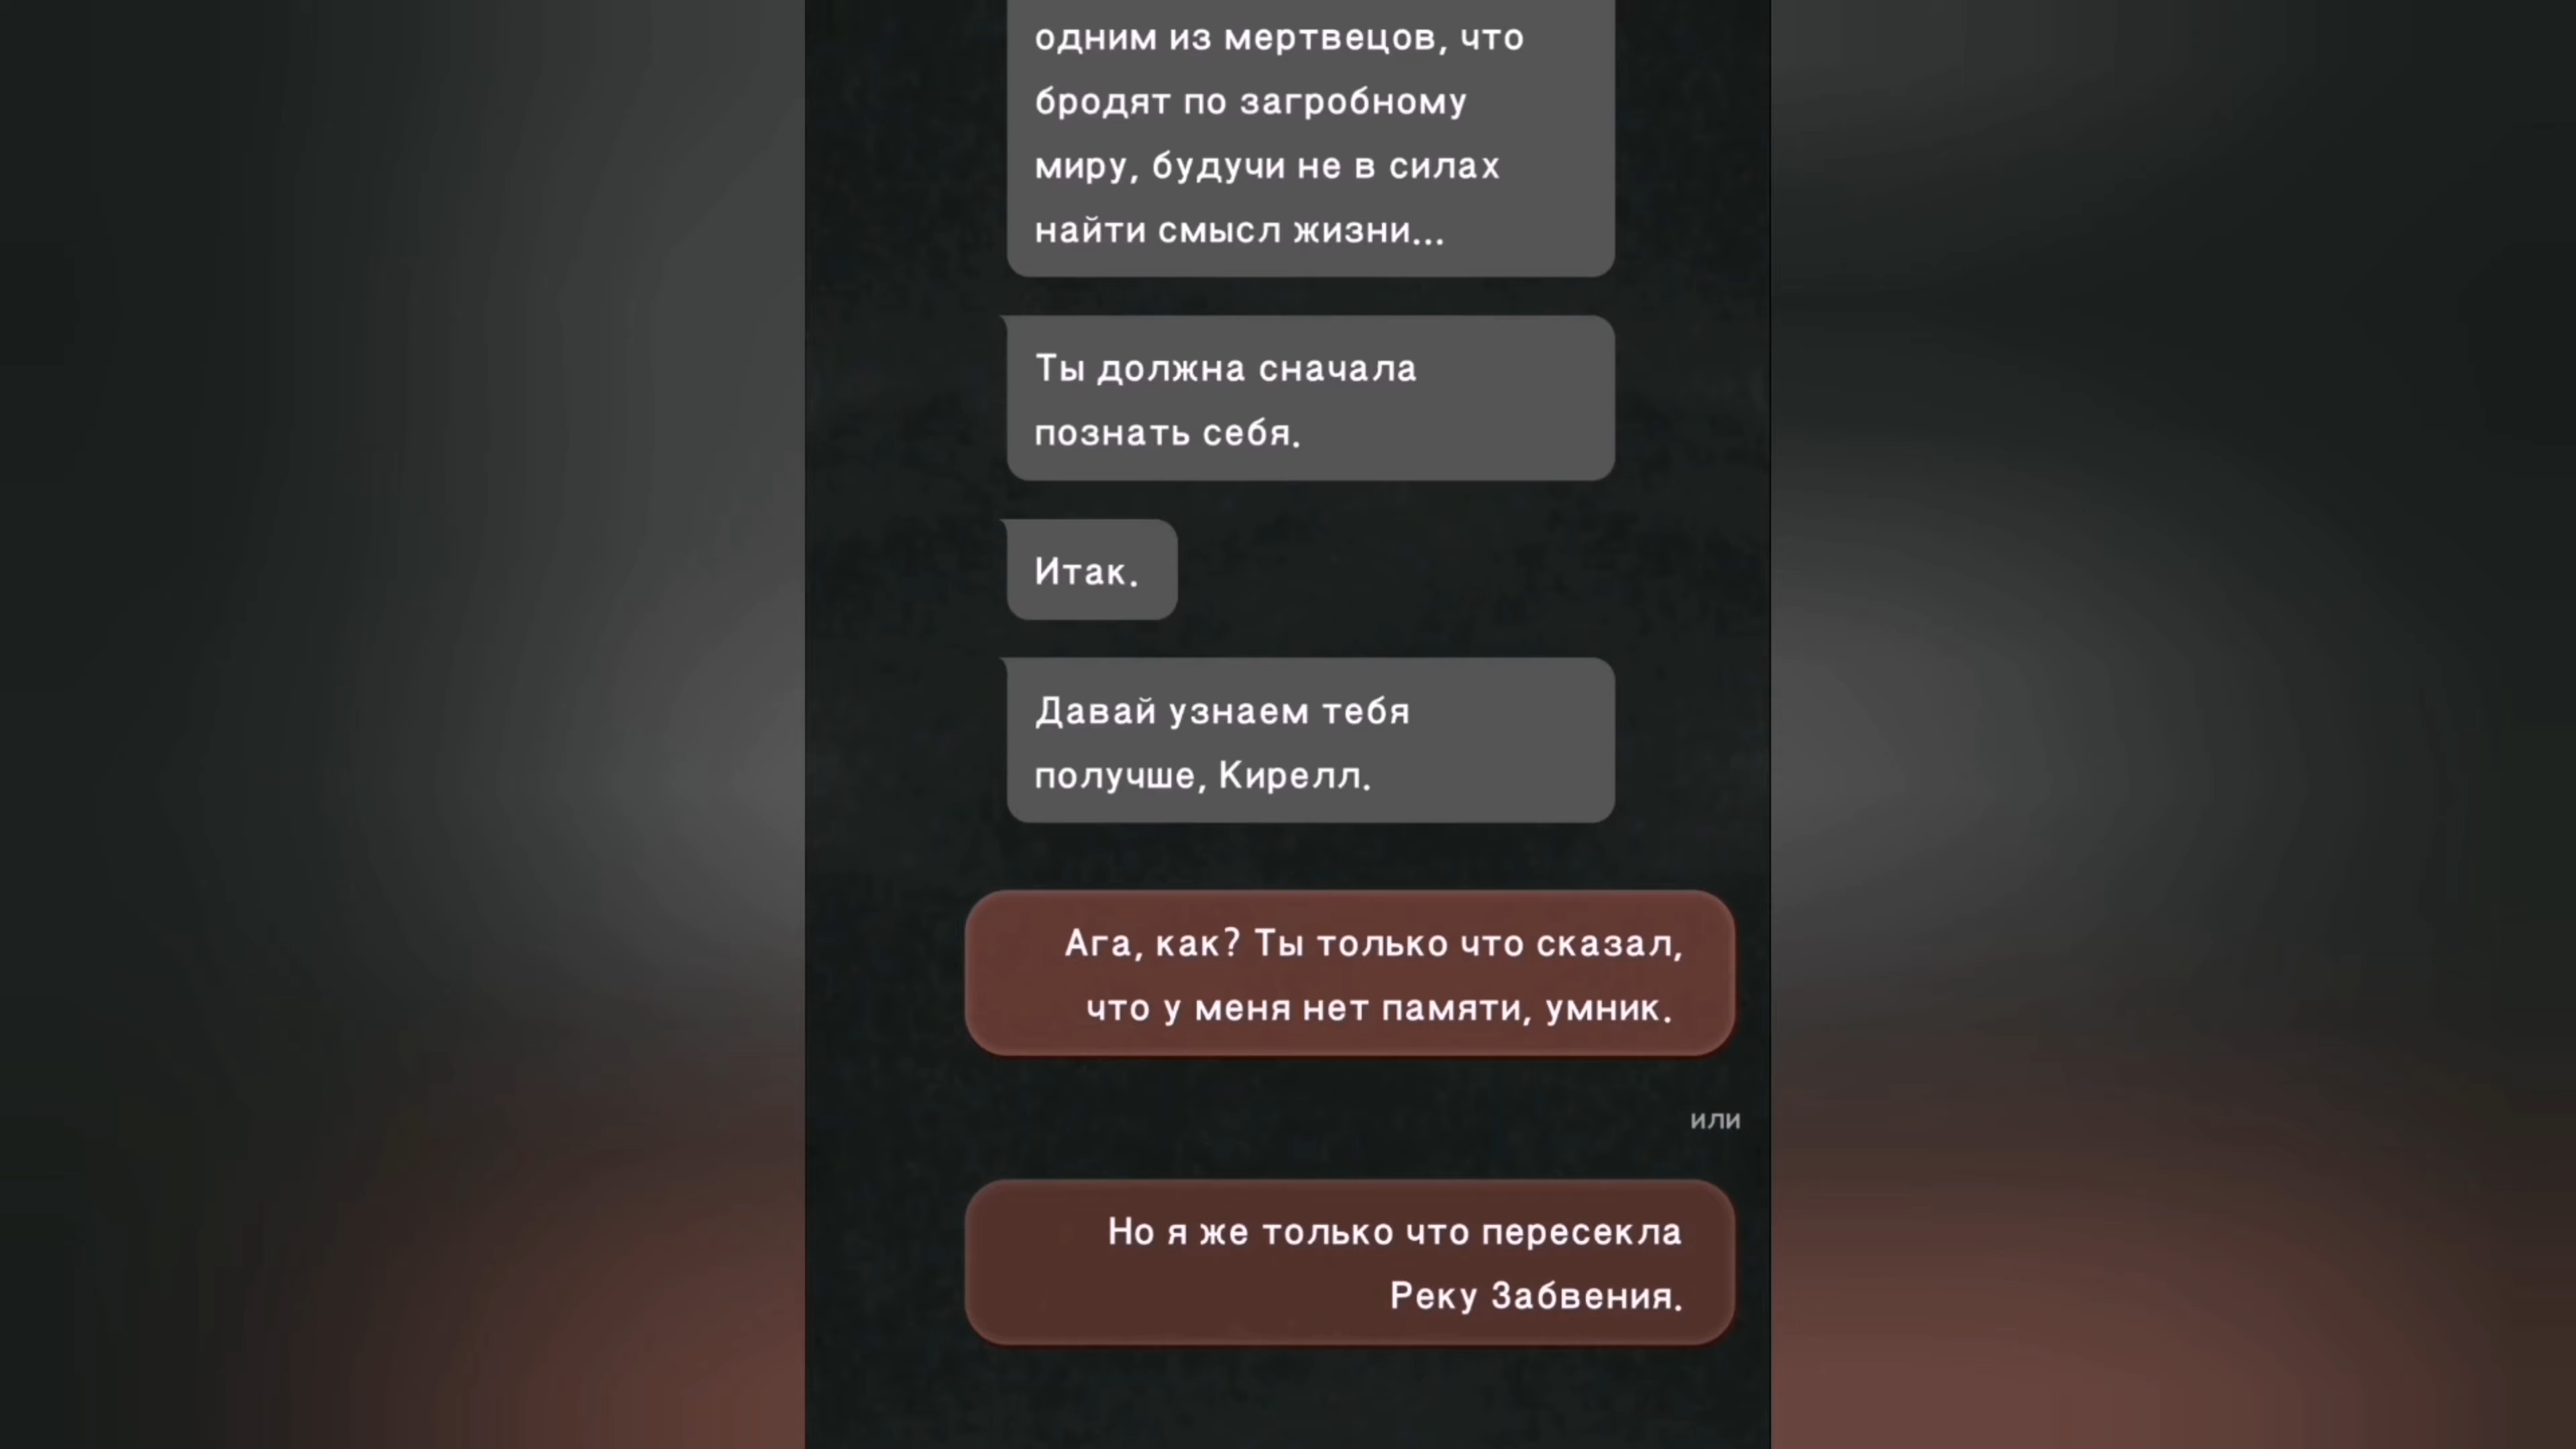 одним из мертвецов, что
бродят по загробному
миру, будучи не в силах
найти смысл жизни...
Ты должна сначала
познать себя.
Итак.
Давай узнаем тебя
получше, Кирелл.
Ага, как? Ты только что сказал,
что у меня нет памяти, умник.
или
Но я же только что пересекла
Реку Забвения.